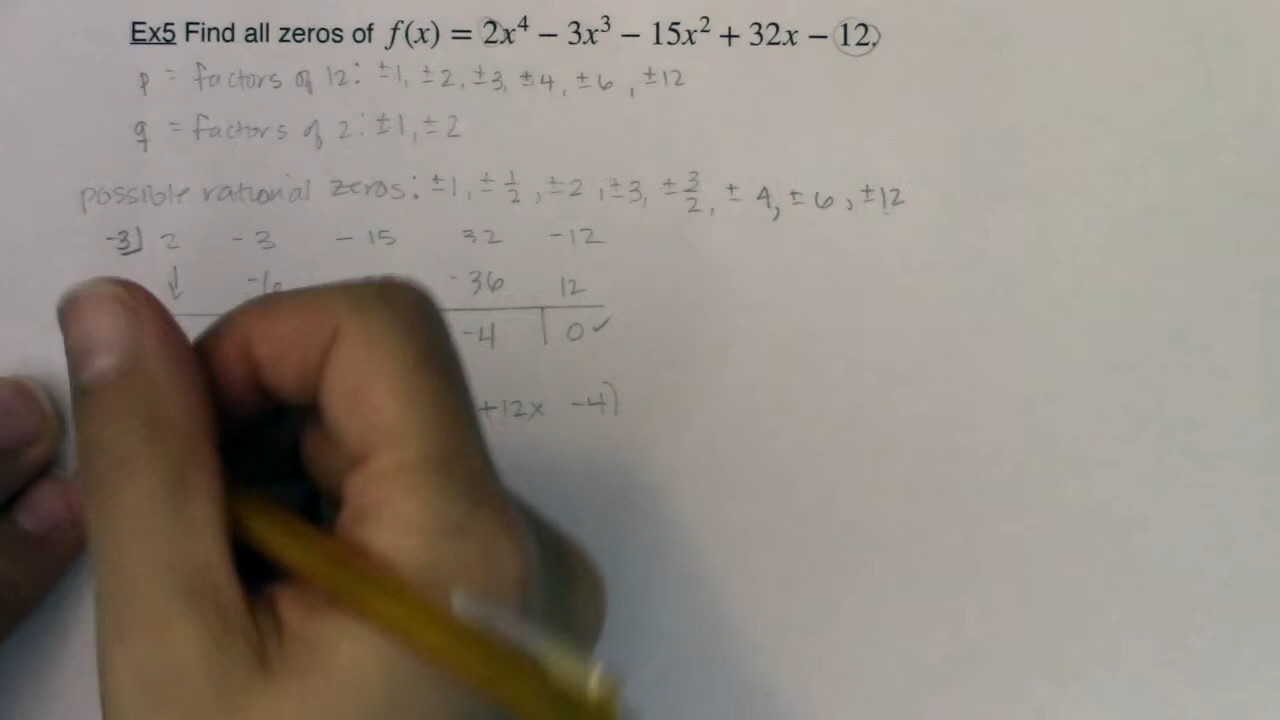 Ex5 Find all zeros of f(x) = 2x⁴ − 3x³ − 15x² + 32x − 12.
p = factors of 12: ±1, ±2, ±3, ±4, ±6, ±12
q = factors of 2: ±1, ±2
possible rational zeros: ±1, ±1/2, ±2, ±3, ±3/2, ±4, ±6, ±12
-3| 2 -3 -15 32 -12
↓ -6 -36 12
-4 | 0 ✓
+12x -4)